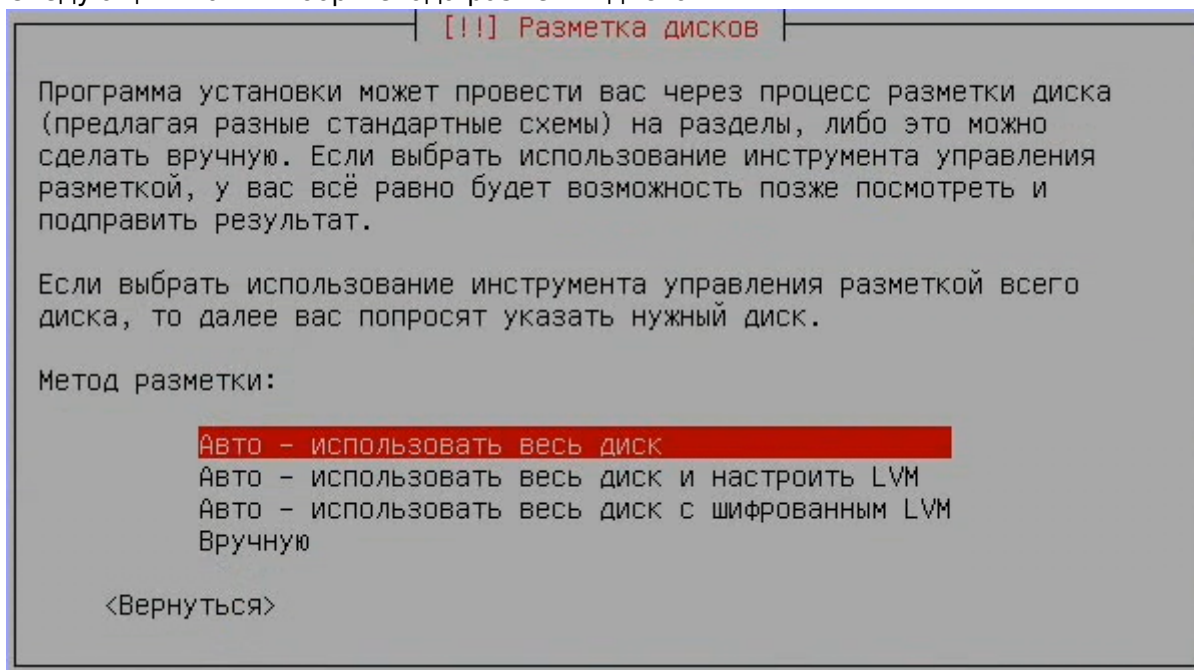 [!!] Разметка дисков
Программа установки может провести вас через процесс разметки диска
(предлагая разные стандартные схемы) на разделы, либо это можно
сделать вручную. Если выбрать использование инструмента управления
разметкой, у вас всё равно будет возможность позже посмотреть и
подправить результат.
Если выбрать использование инструмента управления разметкой всего
диска, то далее вас попросят указать нужный диск.
Метод разметки:
Авто - использовать весь диск
Авто - использовать весь диск и настроить LVM
Авто - использовать весь диск с шифрованным LVM
Вручную
<Вернуться>